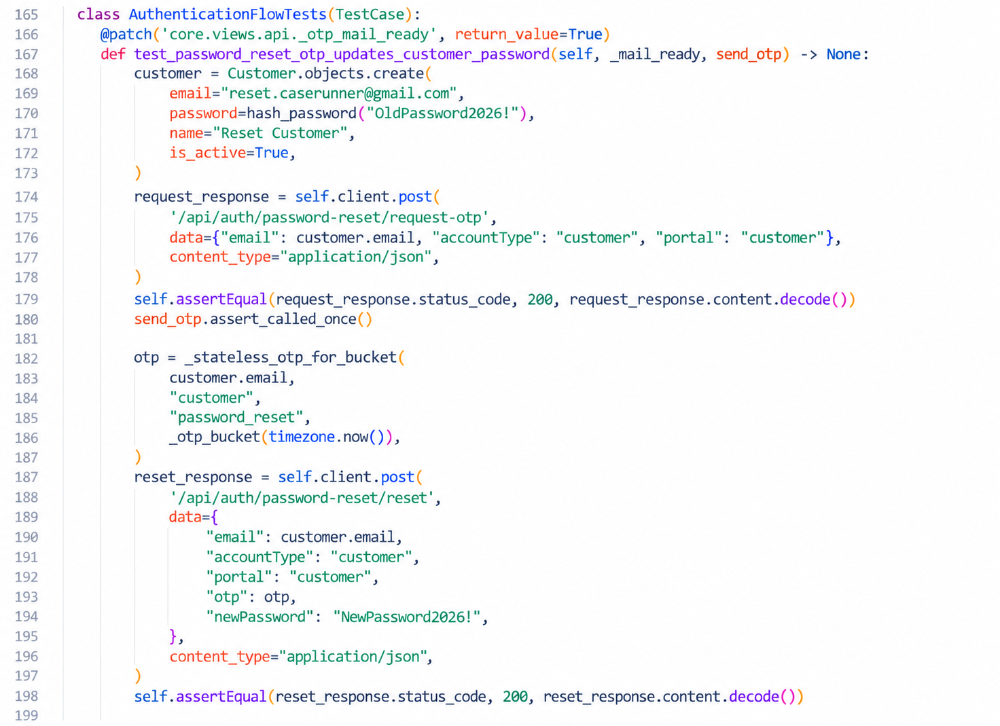 165 class AuthenticationFlowTests(TestCase):
166 @patch('core.views.api._otp_mail_ready', return_value=True)
167 def test_password_reset_otp_updates_customer_password(self, _mail_ready, send_otp) -> None:
168 customer = Customer.objects.create(
169 email="reset.caserunner@gmail.com",
170 password=hash_password("OldPassword2026!"),
171 name="Reset Customer",
172 is_active=True,
173 )
174 request_response = self.client.post(
175 '/api/auth/password-reset/request-otp',
176 data={"email": customer.email, "accountType": "customer", "portal": "customer"},
177 content_type="application/json",
178 )
179 self.assertEqual(request_response.status_code, 200, request_response.content.decode())
180 send_otp.assert_called_once()
181
182 otp = _stateless_otp_for_bucket(
183 customer.email,
184 "customer",
185 "password_reset",
186 _otp_bucket(timezone.now()),
187 )
187 reset_response = self.client.post(
188 '/api/auth/password-reset/reset',
189 data={
190 "email": customer.email,
191 "accountType": "customer",
192 "portal": "customer",
193 "otp": otp,
194 "newPassword": "NewPassword2026!",
195 },
196 content_type="application/json",
197 )
198 self.assertEqual(reset_response.status_code, 200, reset_response.content.decode())
199